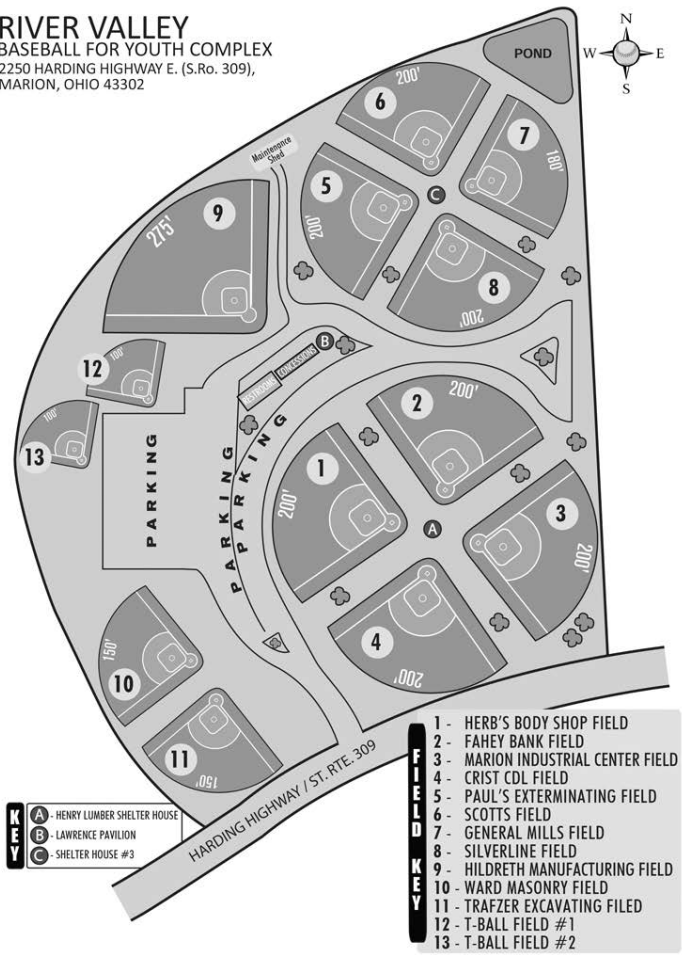 RIVER VALLEY
BASEBALL FOR YOUTH COMPLEX
2250 HARDING HIGHWAY E. (S.Ro. 309),
MARION, OHIO 43302
N
W
E
S
POND
200'
6
7
180'
Maintenance
Shed
5
200'
C
9
275'
8
200'
12
100'
B
CONCESSIONS
RESTROOMS
13
100'
PARKING
PARKING
PARKING
2
200'
1
200'
3
200'
A
4
200'
150'
10
11
150'
HARDING HIGHWAY / ST. RTE. 309
KEY
A - HENRY LUMBER SHELTER HOUSE
B - LAWRENCE PAVILION
C - SHELTER HOUSE #3
FIELD KEY
1 - HERB'S BODY SHOP FIELD
2 - FAHEY BANK FIELD
3 - MARION INDUSTRIAL CENTER FIELD
4 - CRIST CDL FIELD
5 - PAUL'S EXTERMINATING FIELD
6 - SCOTTS FIELD
7 - GENERAL MILLS FIELD
8 - SILVERLINE FIELD
9 - HILDRETH MANUFACTURING FIELD
10 - WARD MASONRY FIELD
11 - TRAFZER EXCAVATING FILED
12 - T-BALL FIELD #1
13 - T-BALL FIELD #2